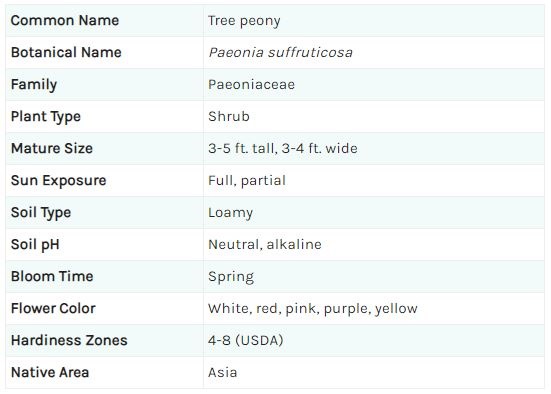 Common Name Tree peony
Botanical Name Paeonia suffruticosa
Family Paeoniaceae
Plant Type Shrub
Mature Size 3-5 ft. tall, 3-4 ft. wide
Sun Exposure Full, partial
Soil Type Loamy
Soil pH Neutral, alkaline
Bloom Time Spring
Flower Color White, red, pink, purple, yellow
Hardiness Zones 4-8 (USDA)
Native Area Asia